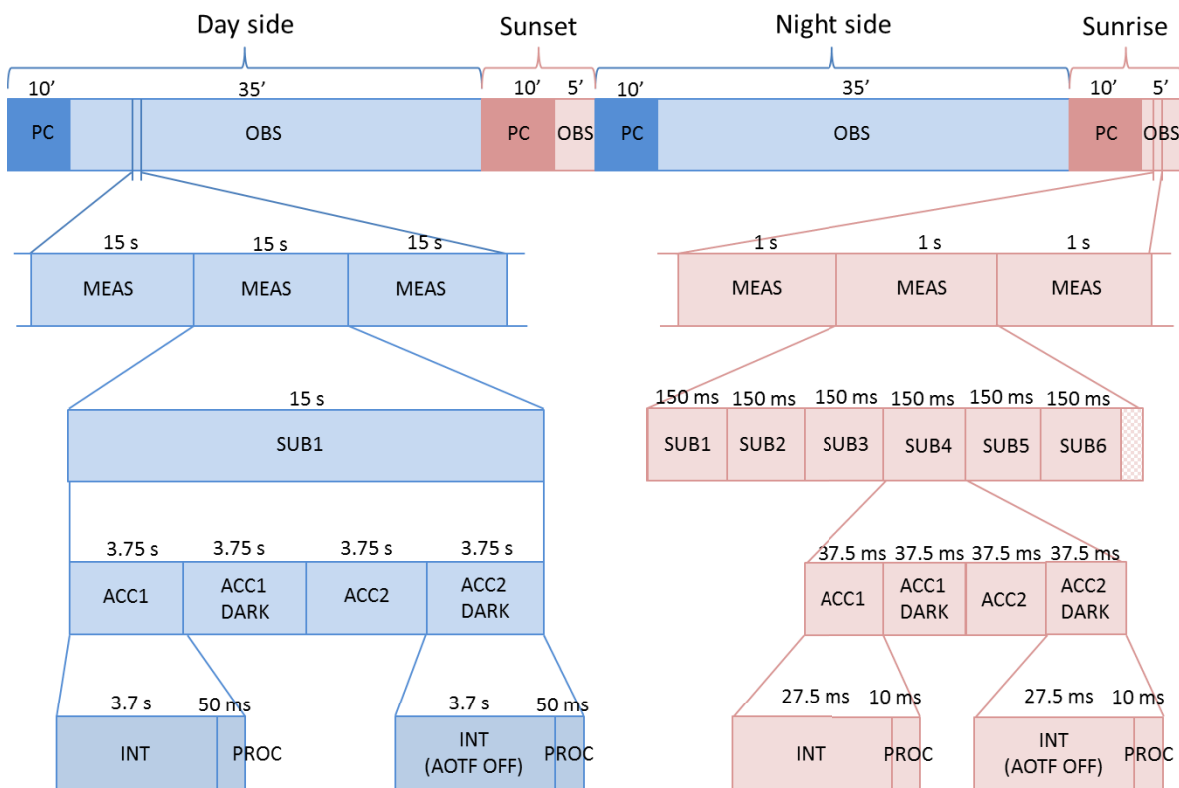 Day side Sunset Night side Sunrise
10’ 35’ 10’ 5’ 10’ 35’ 10’ 5’
PC OBS PC OBS PC OBS PC OBS
15 s 15 s 15 s 1 s 1 s 1 s
MEAS MEAS MEAS MEAS MEAS MEAS
15 s 150 ms 150 ms 150 ms 150 ms 150 ms 150 ms
SUB1 SUB1 SUB2 SUB3 SUB4 SUB5 SUB6
3.75 s 3.75 s 3.75 s 3.75 s 37.5 ms 37.5 ms 37.5 ms 37.5 ms
ACC1 ACC1 ACC2 ACC2 ACC1 ACC1 ACC2 ACC2
DARK DARK DARK DARK
3.7 s 50 ms 3.7 s 50 ms 27.5 ms 10 ms 27.5 ms 10 ms
INT PROC INT PROC INT PROC INT PROC
(AOTF OFF) (AOTF OFF)